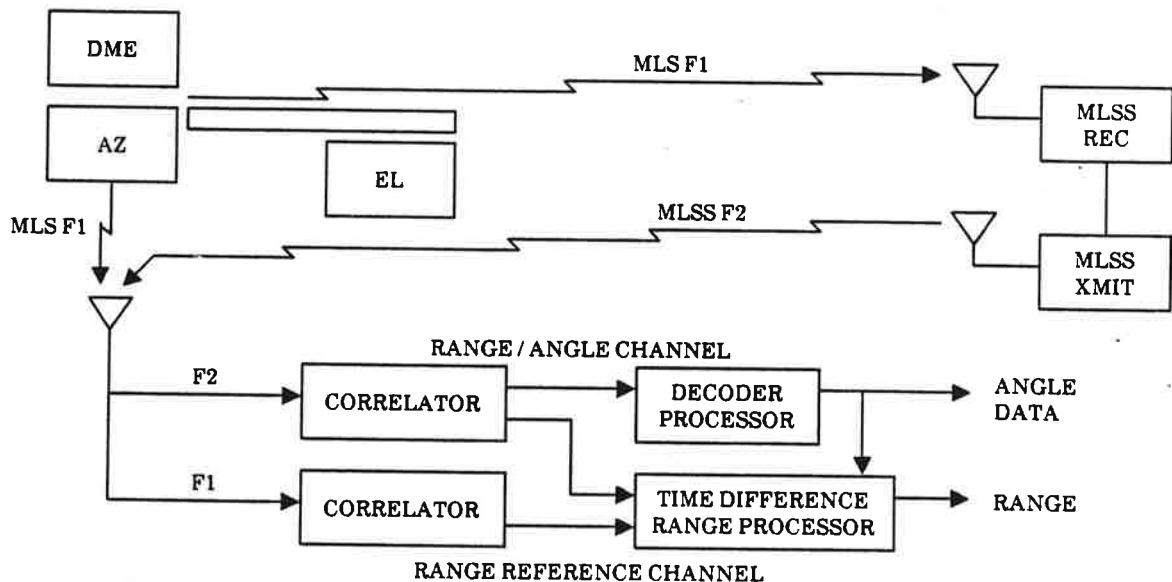 DME
MLS F1
MLSS
REC
AZ
EL
MLS F1
MLSS F2
MLSS
XMIT
RANGE / ANGLE CHANNEL
F2
CORRELATOR
DECODER
PROCESSOR
ANGLE
DATA
F1
CORRELATOR
TIME DIFFERENCE
RANGE PROCESSOR
RANGE
RANGE REFERENCE CHANNEL